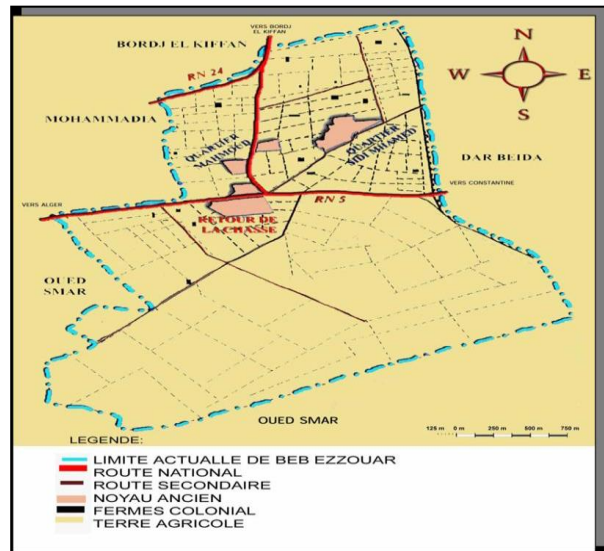 VERS BORDJ
EL KIFFAN
BORDJ EL KIFFAN
N
RN 24
W E
S
MOHAMMADIA
QUARTIER
MAHMOUD
QUARTIER
SIDI MHAMED
DAR BEIDA
VERS CONSTANTINE
VERS ALGER
RN 5
RETOUR DE
LA CHASSE
OUED
SMAR
OUED SMAR
125 m 0 m 250 m 500 m 750 m
LEGENDE:
LIMITE ACTUALLE DE BEB EZZOUAR
ROUTE NATIONAL
ROUTE SECONDAIRE
NOYAU ANCIEN
FERMES COLONIAL
TERRE AGRICOLE